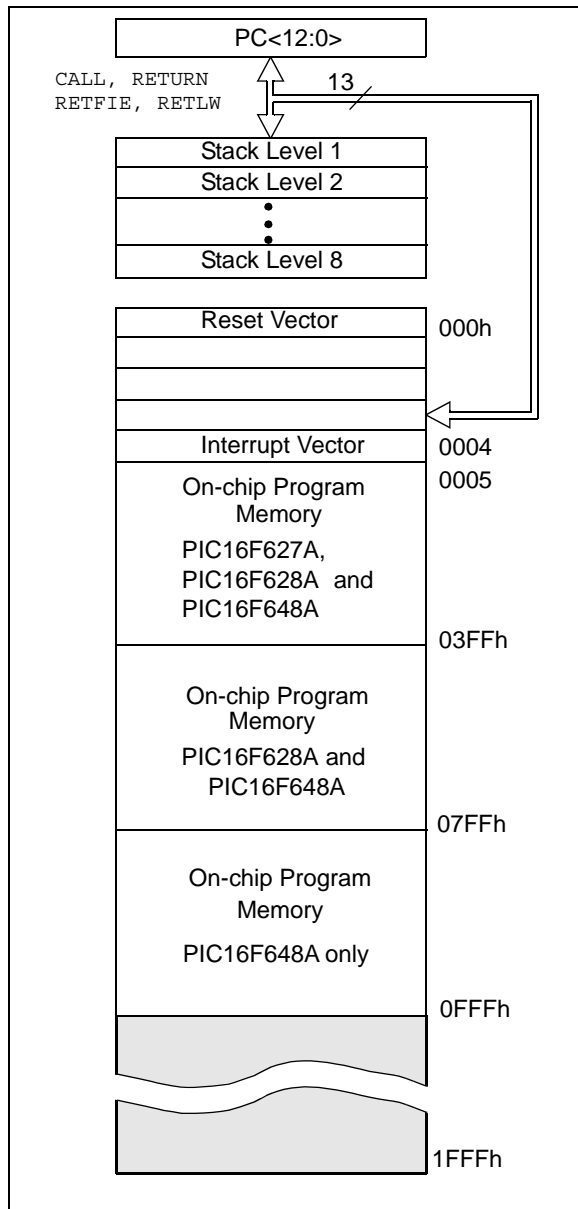 PC<12:0>
CALL, RETURN
RETFIE, RETLW
13
Stack Level 1
Stack Level 2
Stack Level 8
Reset Vector
000h
Interrupt Vector
0004
0005
On-chip Program
Memory
PIC16F627A,
PIC16F628A and
PIC16F648A
03FFh
On-chip Program
Memory
PIC16F628A and
PIC16F648A
07FFh
On-chip Program
Memory
PIC16F648A only
0FFFh
1FFFh